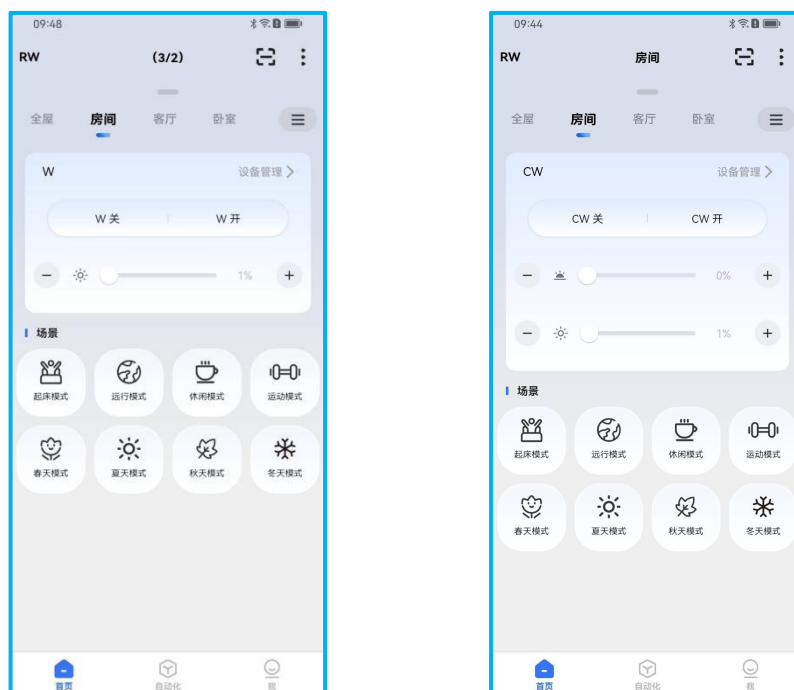 09:48
RW (3/2)
全屋 房间 客厅 卧室
W 设备管理
W 关 W 开
1%
场景
起床模式 远行模式 休闲模式 运动模式
春天模式 夏天模式 秋天模式 冬天模式
首页 自动化 我
09:44
RW 房间
全屋 房间 客厅 卧室
CW 设备管理
CW 关 CW 开
0%
1%
场景
起床模式 远行模式 休闲模式 运动模式
春天模式 夏天模式 秋天模式 冬天模式
首页 自动化 我